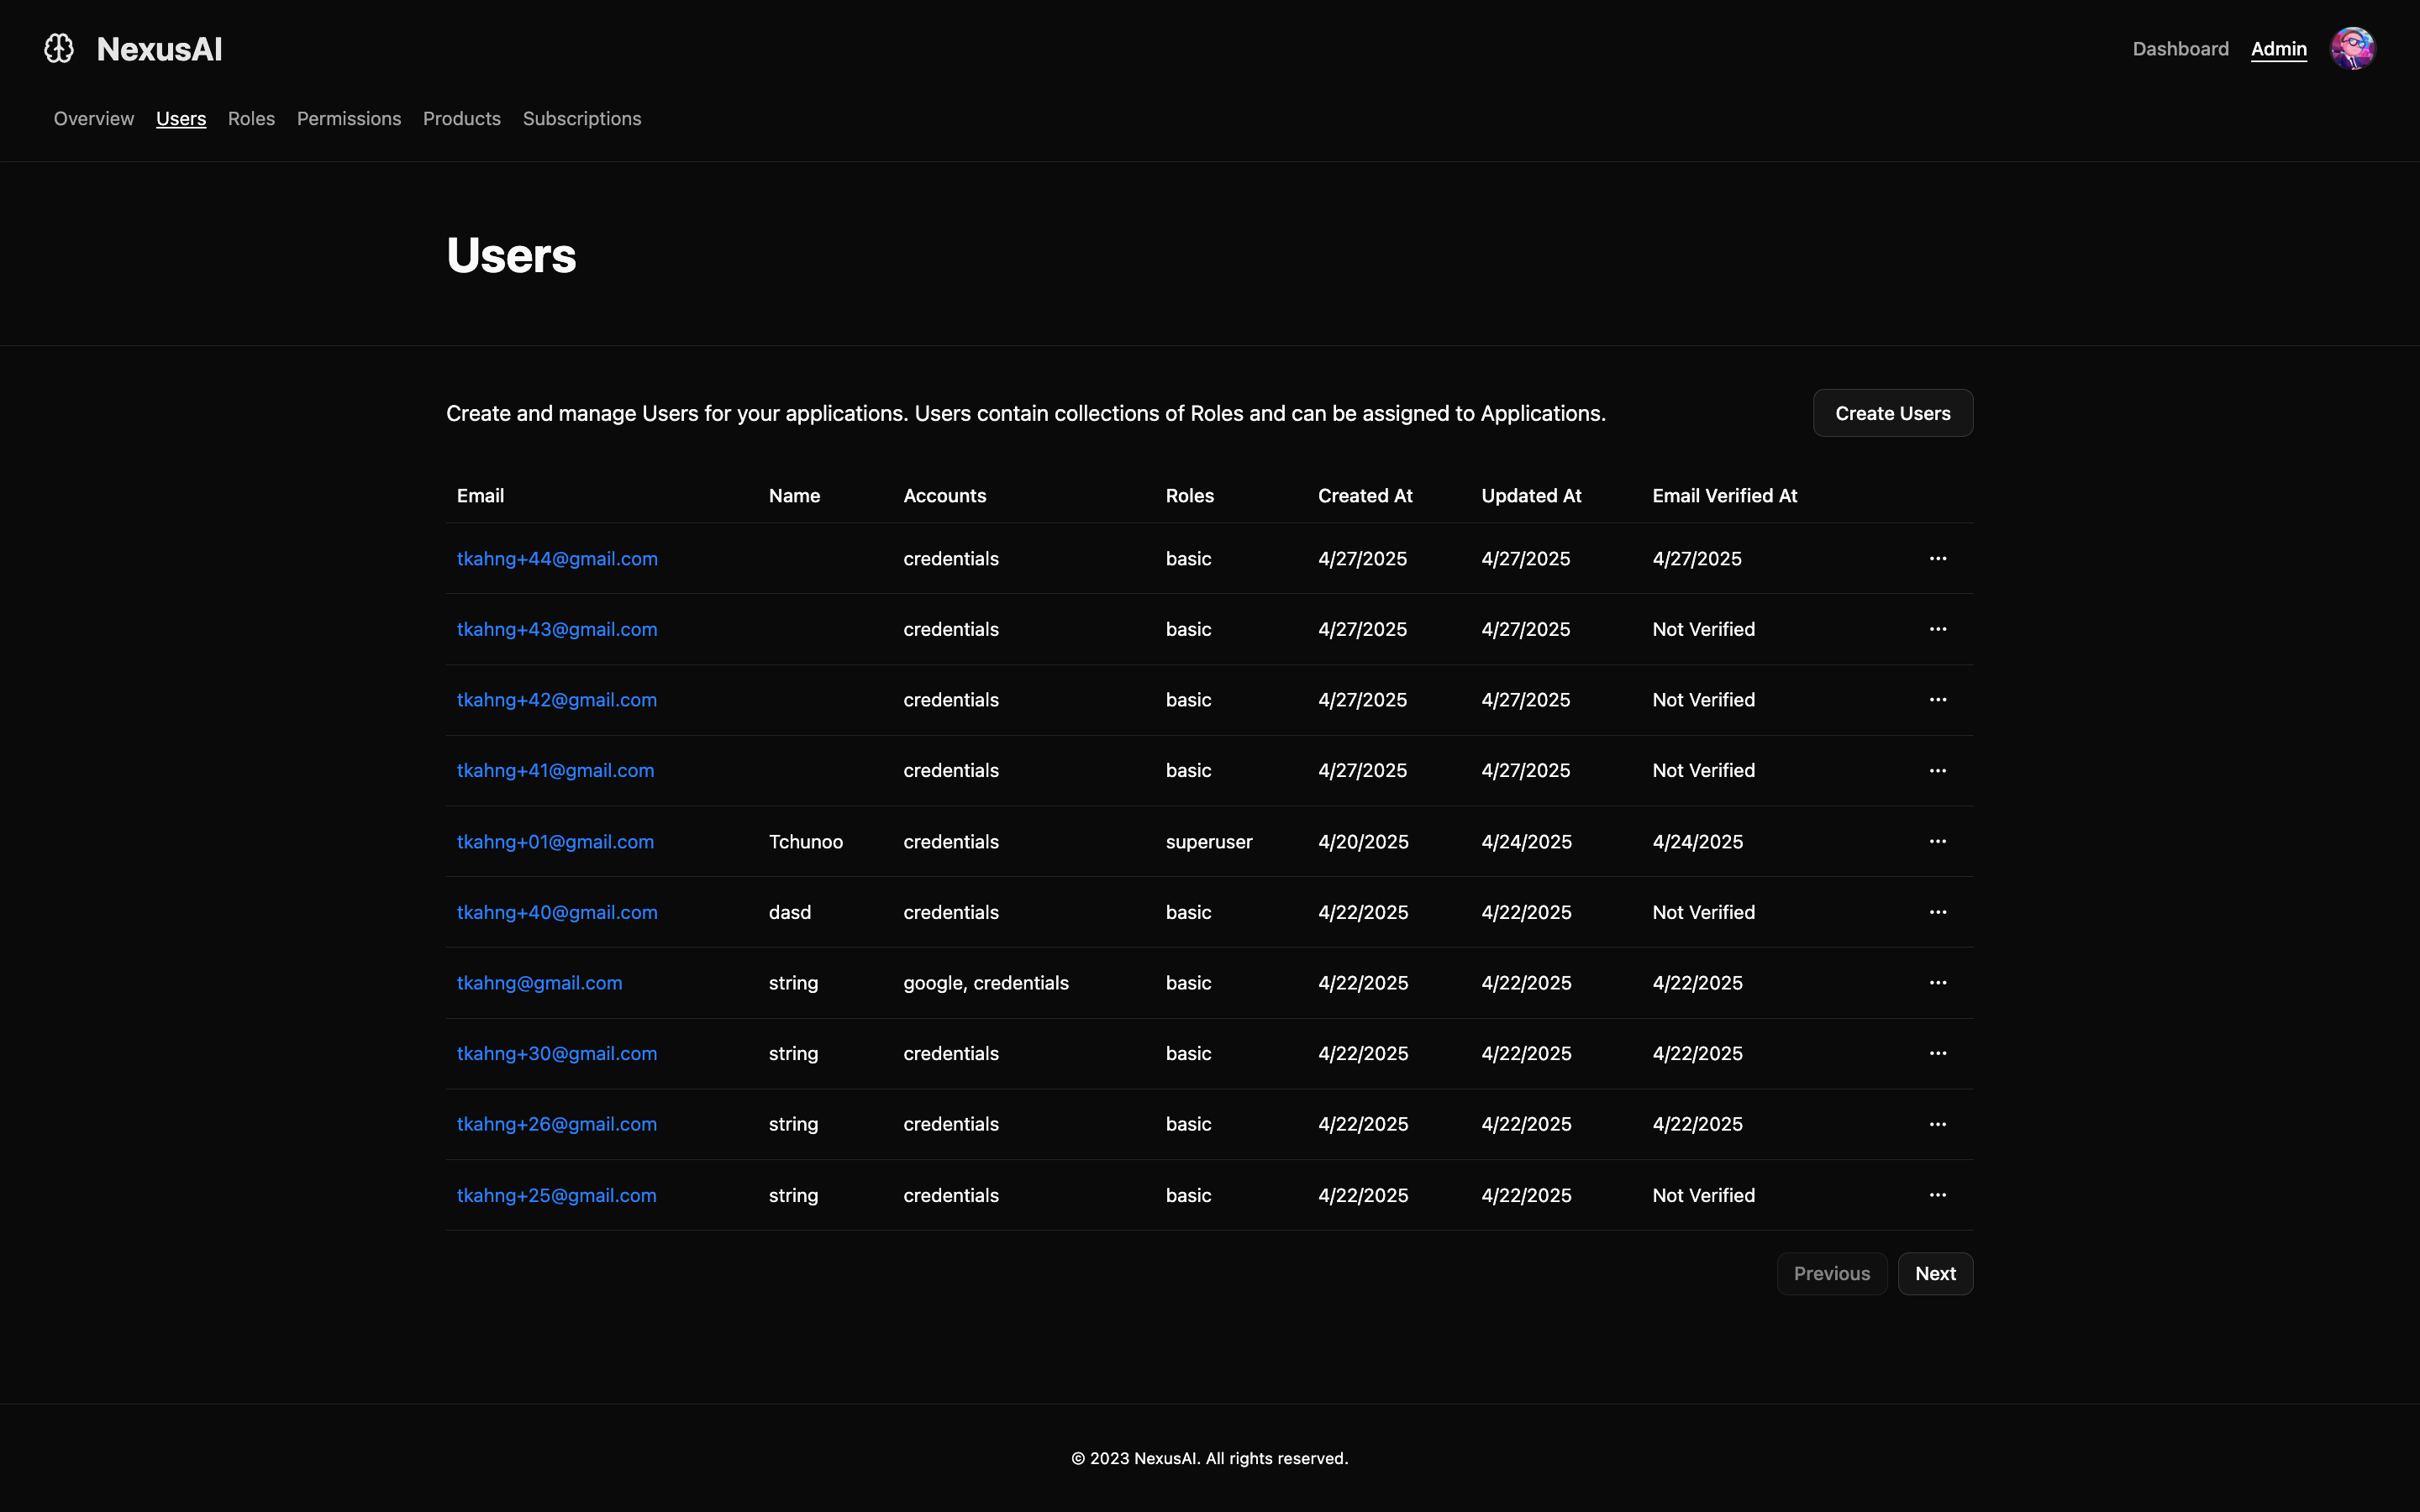 NexusAI
Dashboard Admin
Overview Users Roles Permissions Products Subscriptions
Users
Create and manage Users for your applications. Users contain collections of Roles and can be assigned to Applications.
Create Users
Email Name Accounts Roles Created At Updated At Email Verified At
tkahng+44@gmail.com credentials basic 4/27/2025 4/27/2025 4/27/2025 ...
tkahng+43@gmail.com credentials basic 4/27/2025 4/27/2025 Not Verified ...
tkahng+42@gmail.com credentials basic 4/27/2025 4/27/2025 Not Verified ...
tkahng+41@gmail.com credentials basic 4/27/2025 4/27/2025 Not Verified ...
tkahng+01@gmail.com Tchunoo credentials superuser 4/20/2025 4/24/2025 4/24/2025 ...
tkahng+40@gmail.com dasd credentials basic 4/22/2025 4/22/2025 Not Verified ...
tkahng@gmail.com string google, credentials basic 4/22/2025 4/22/2025 4/22/2025 ...
tkahng+30@gmail.com string credentials basic 4/22/2025 4/22/2025 4/22/2025 ...
tkahng+26@gmail.com string credentials basic 4/22/2025 4/22/2025 4/22/2025 ...
tkahng+25@gmail.com string credentials basic 4/22/2025 4/22/2025 Not Verified ...
Previous Next
© 2023 NexusAI. All rights reserved.